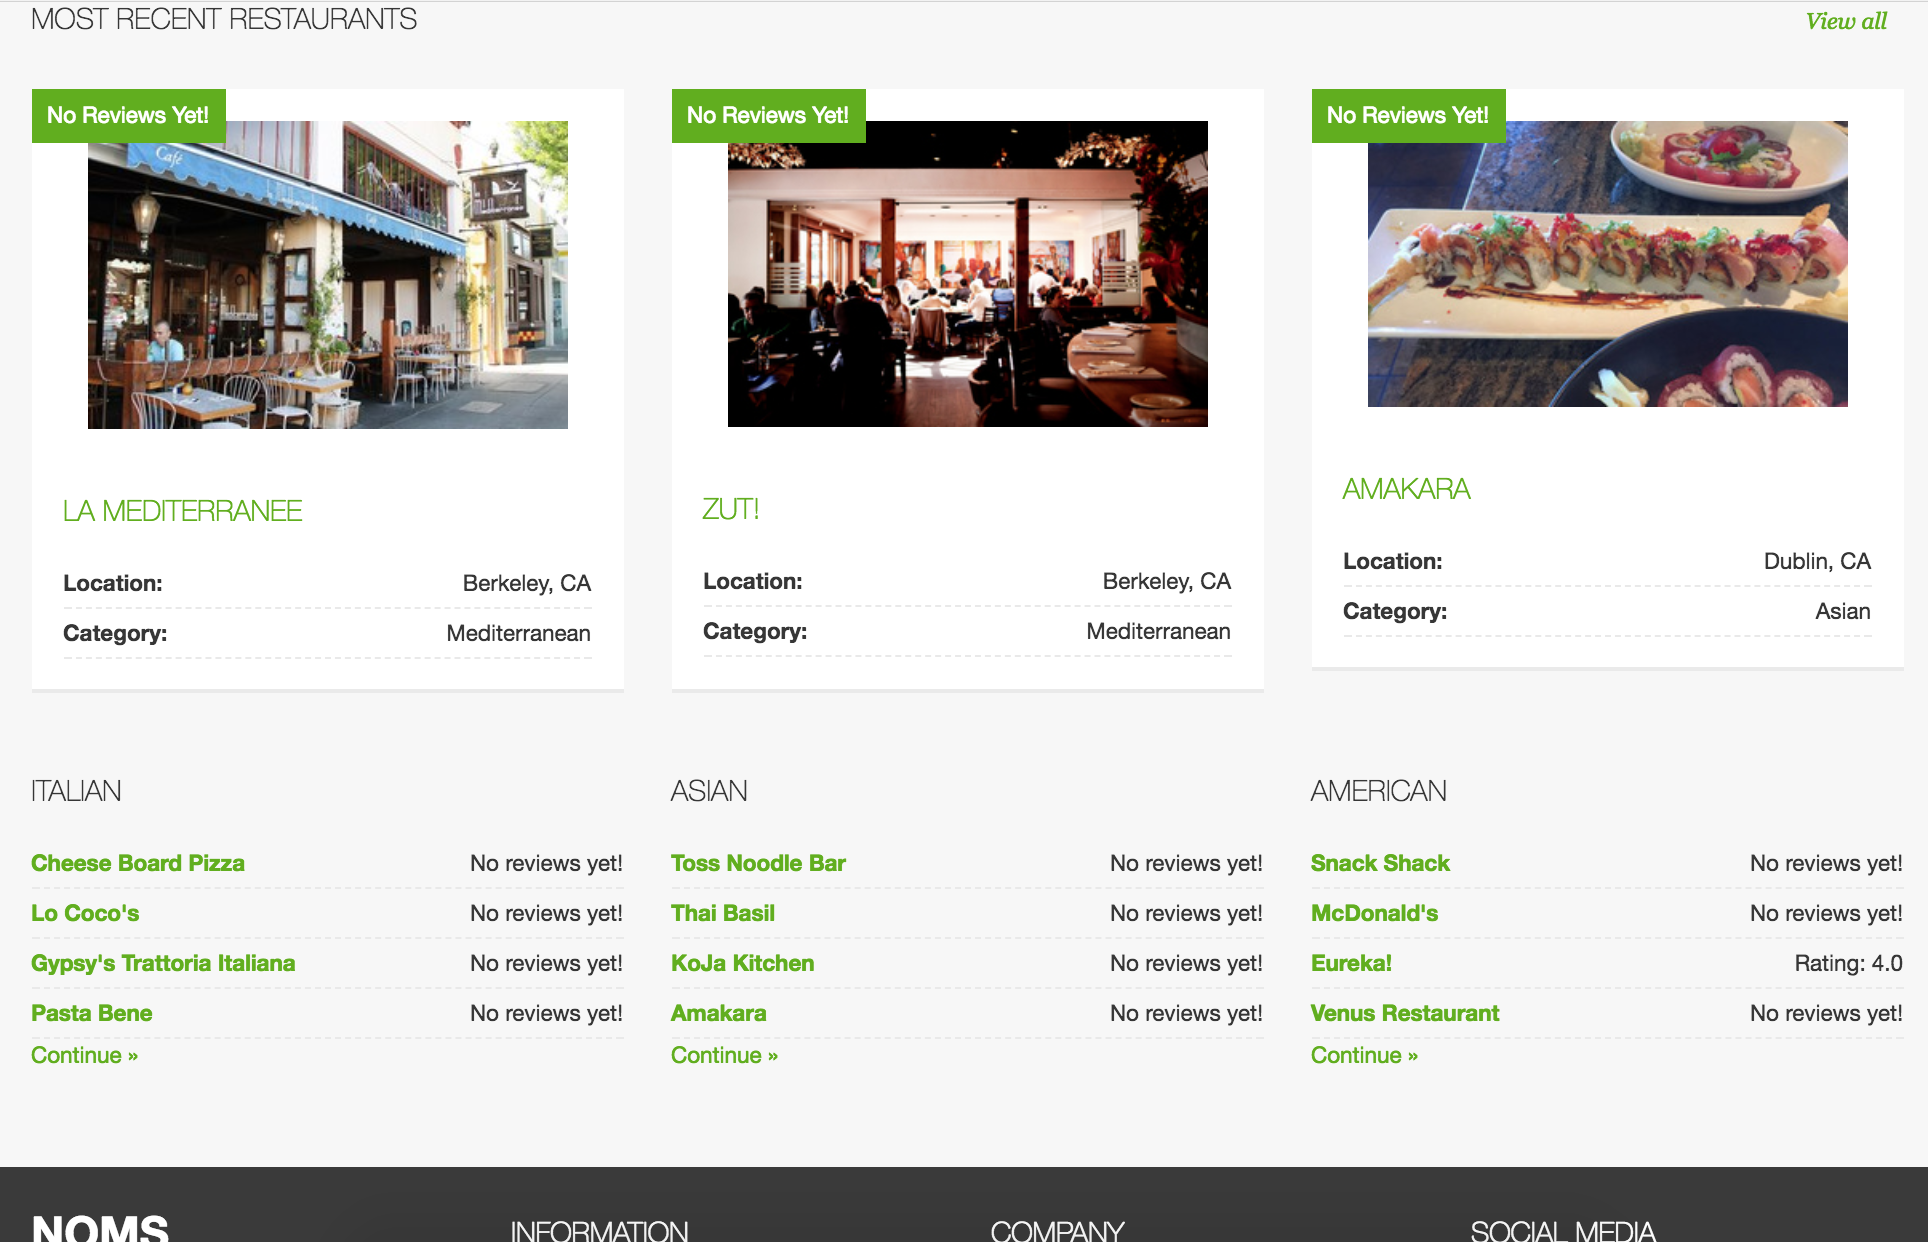 MOST RECENT RESTAURANTS
View all
No Reviews Yet!
No Reviews Yet!
No Reviews Yet!
Café
LA MEDITERRANEE
ZUT!
AMAKARA
Location: Berkeley, CA
Category: Mediterranean
Location: Berkeley, CA
Category: Mediterranean
Location: Dublin, CA
Category: Asian
ITALIAN
Cheese Board Pizza No reviews yet!
Lo Coco's No reviews yet!
Gypsy's Trattoria Italiana No reviews yet!
Pasta Bene No reviews yet!
Continue »
ASIAN
Toss Noodle Bar No reviews yet!
Thai Basil No reviews yet!
KoJa Kitchen No reviews yet!
Amakara No reviews yet!
Continue »
AMERICAN
Snack Shack No reviews yet!
McDonald's No reviews yet!
Eureka! Rating: 4.0
Venus Restaurant No reviews yet!
Continue »
NOMS
INFORMATION
COMPANY
SOCIAL MEDIA